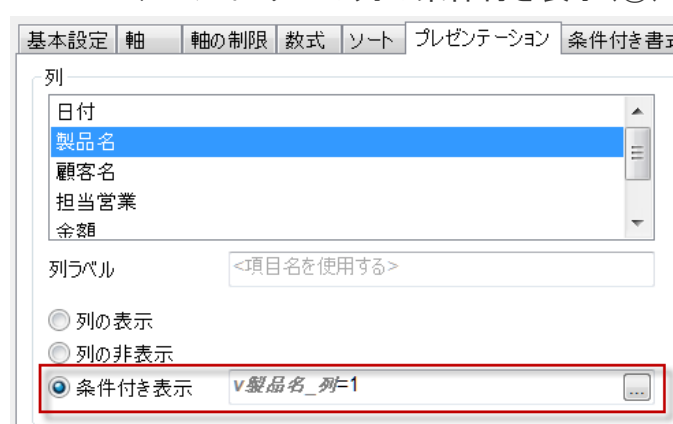 基本設定 軸 軸の制限 数式 ソート プレゼンテーション 条件付き書
列
日付
製品名
顧客名
担当営業
金額
列ラベル <項目名を使用する>
列の表示
列の非表示
条件付き表示 v製品名_列=1 ...